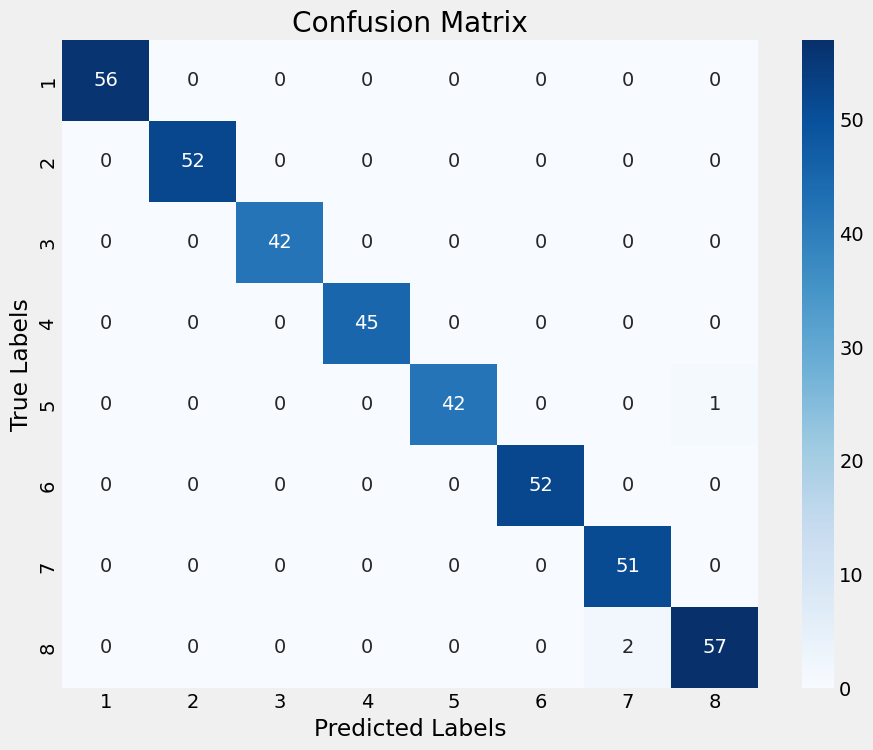 Confusion Matrix
1 56 0 0 0 0 0 0 0
2 0 52 0 0 0 0 0 0
3 0 0 42 0 0 0 0 0
4 0 0 0 45 0 0 0 0
5 0 0 0 0 42 0 0 1
6 0 0 0 0 0 52 0 0
7 0 0 0 0 0 0 51 0
8 0 0 0 0 0 0 2 57
1 2 3 4 5 6 7 8
Predicted Labels
True Labels
50
40
30
20
10
0